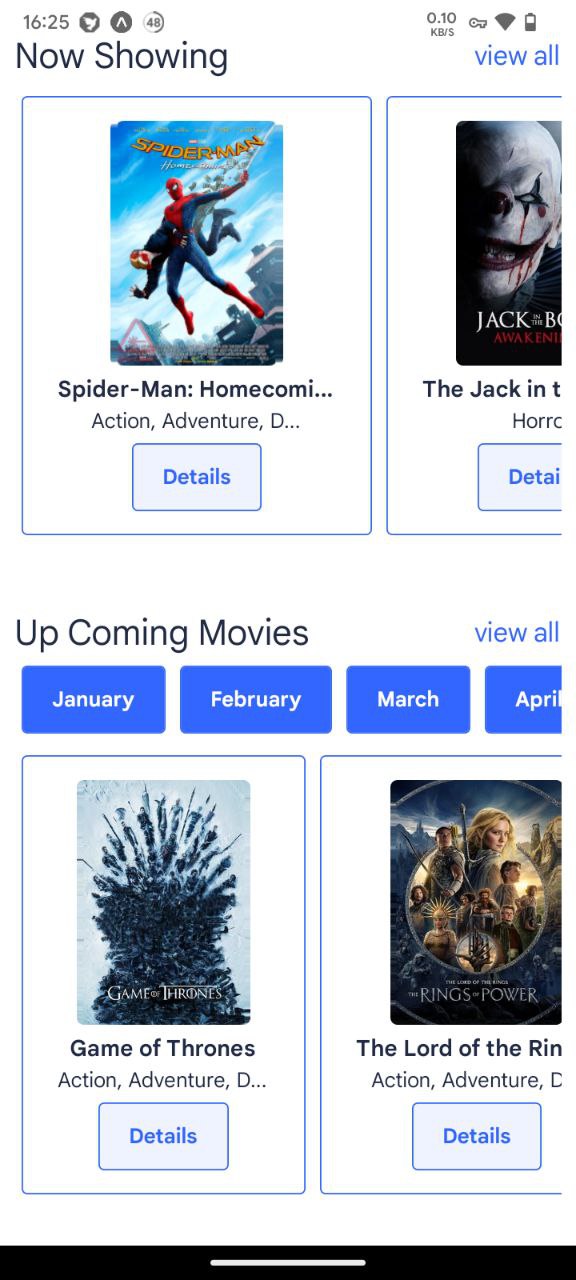 16:25 48 0.10 KB/S
Now Showing view all
SPIDER-MAN
Homecoming
JACK IN THE BO
AWAKENI
Spider-Man: Homecomi... The Jack in t
Action, Adventure, D... Horro
Details Detai
Up Coming Movies view all
January February March April
GAME OF THRONES
THE LORD OF THE RINGS
THE RINGS OF POWER
Game of Thrones The Lord of the Rin
Action, Adventure, D... Action, Adventure, D
Details Details